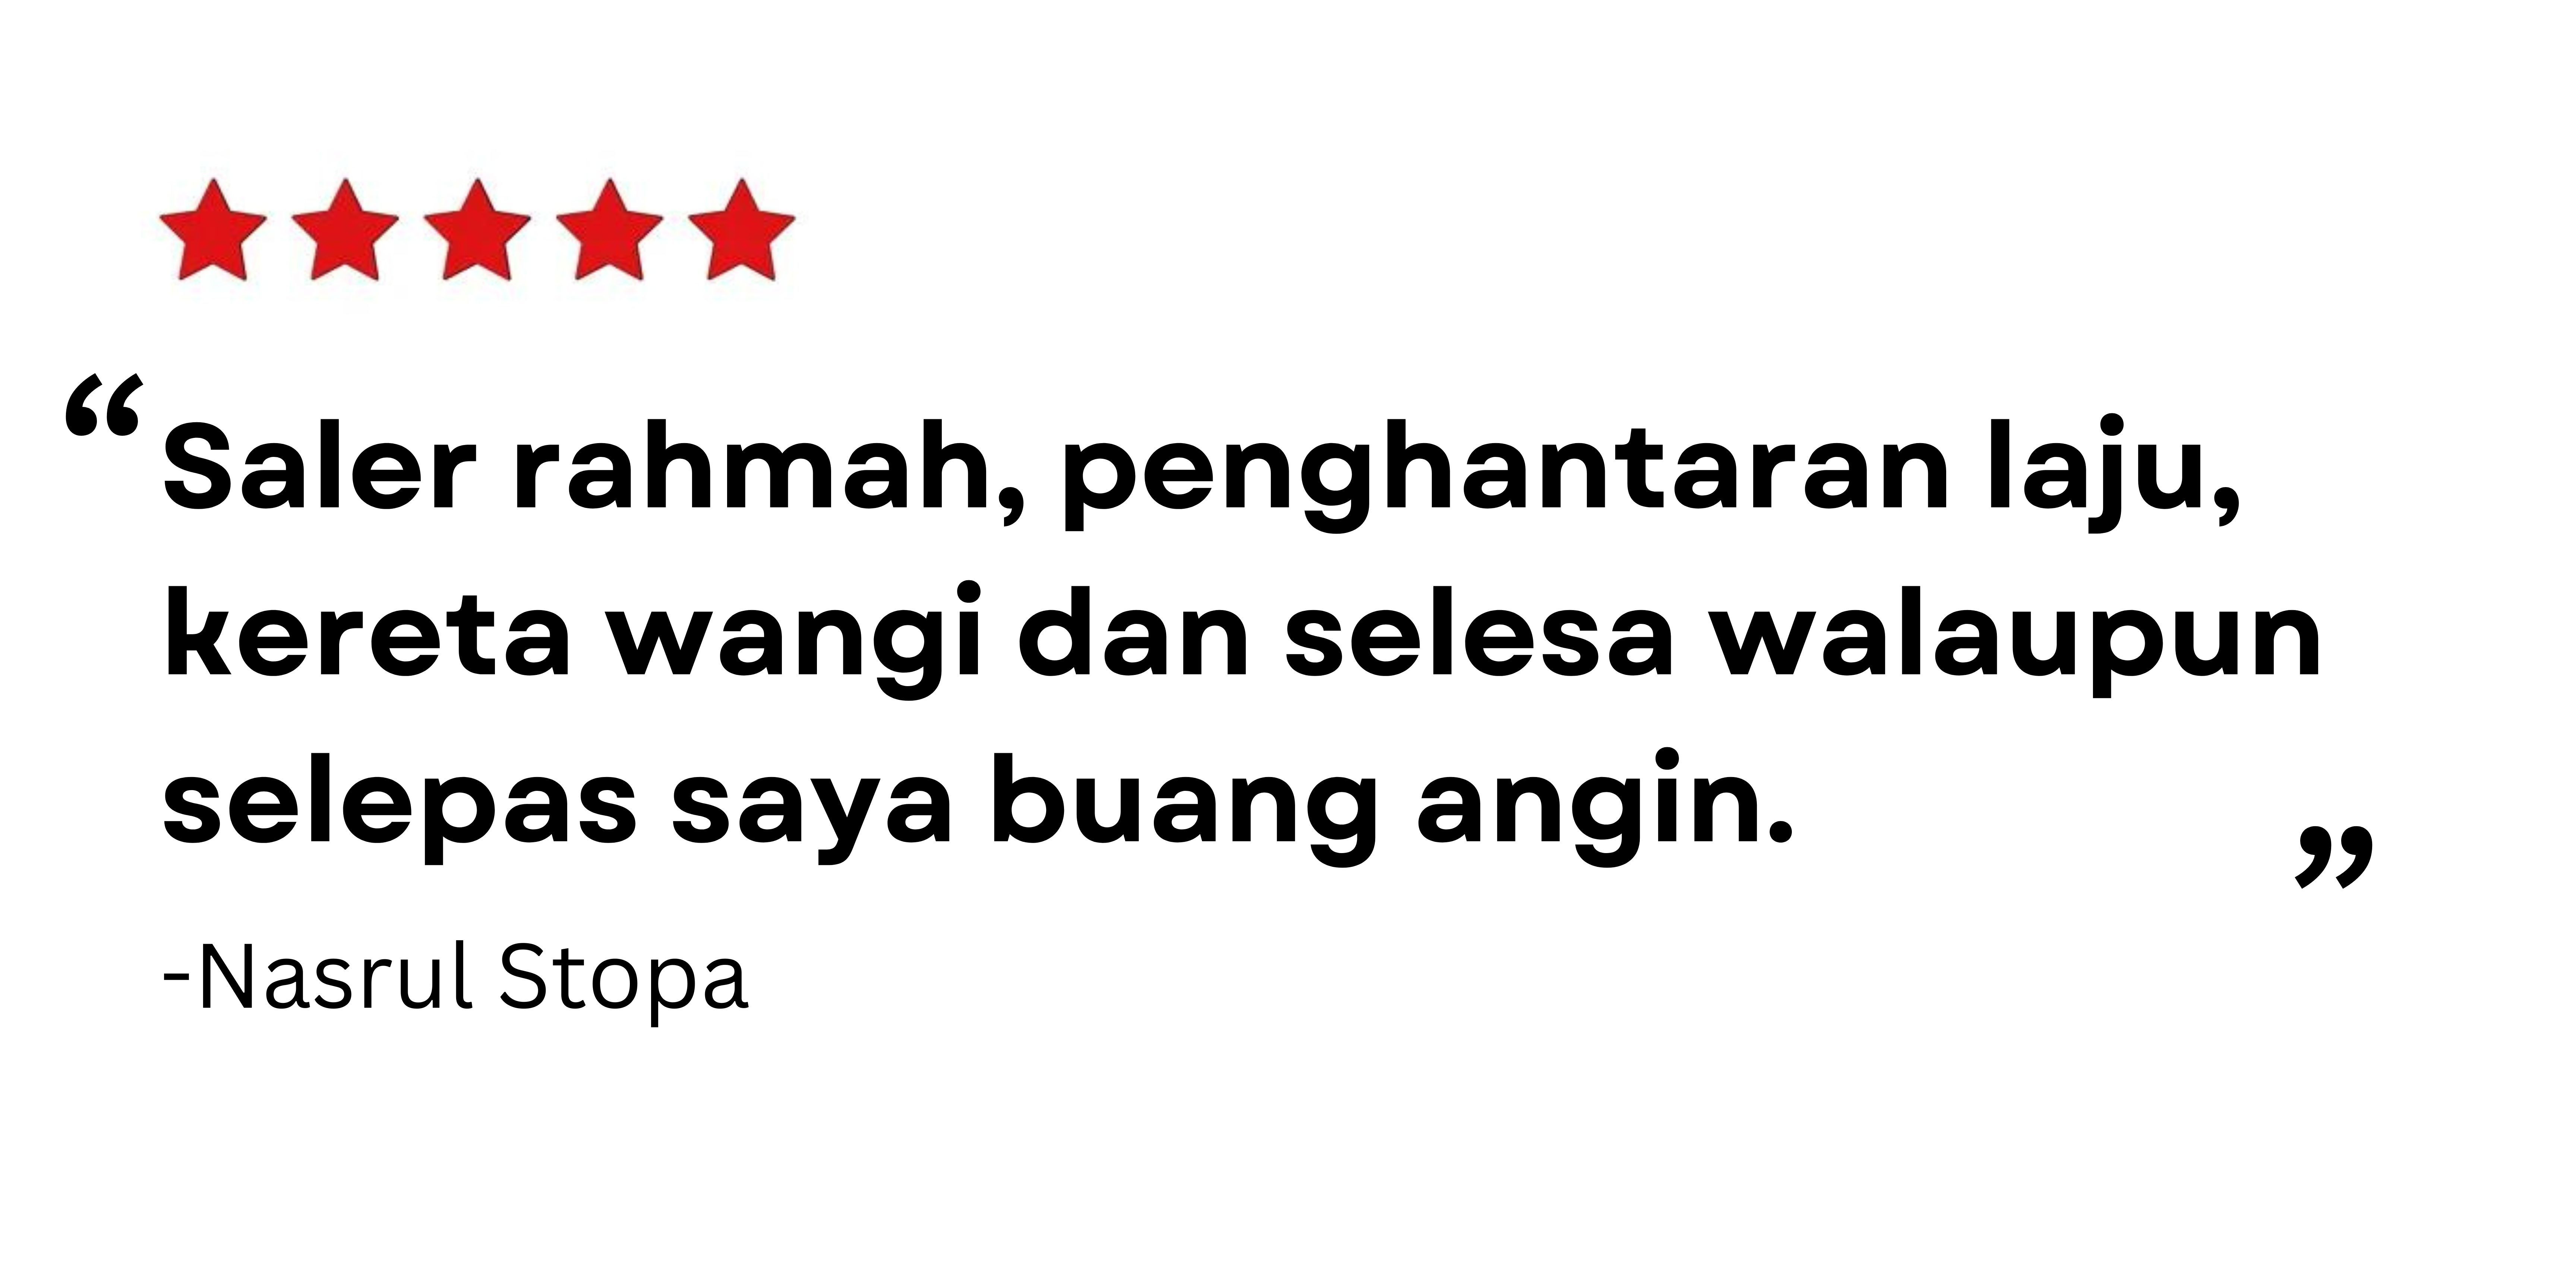 “Saler rahmah, penghantaran laju,
kereta wangi dan selesa walaupun
selepas saya buang angin.”
-Nasrul Stopa